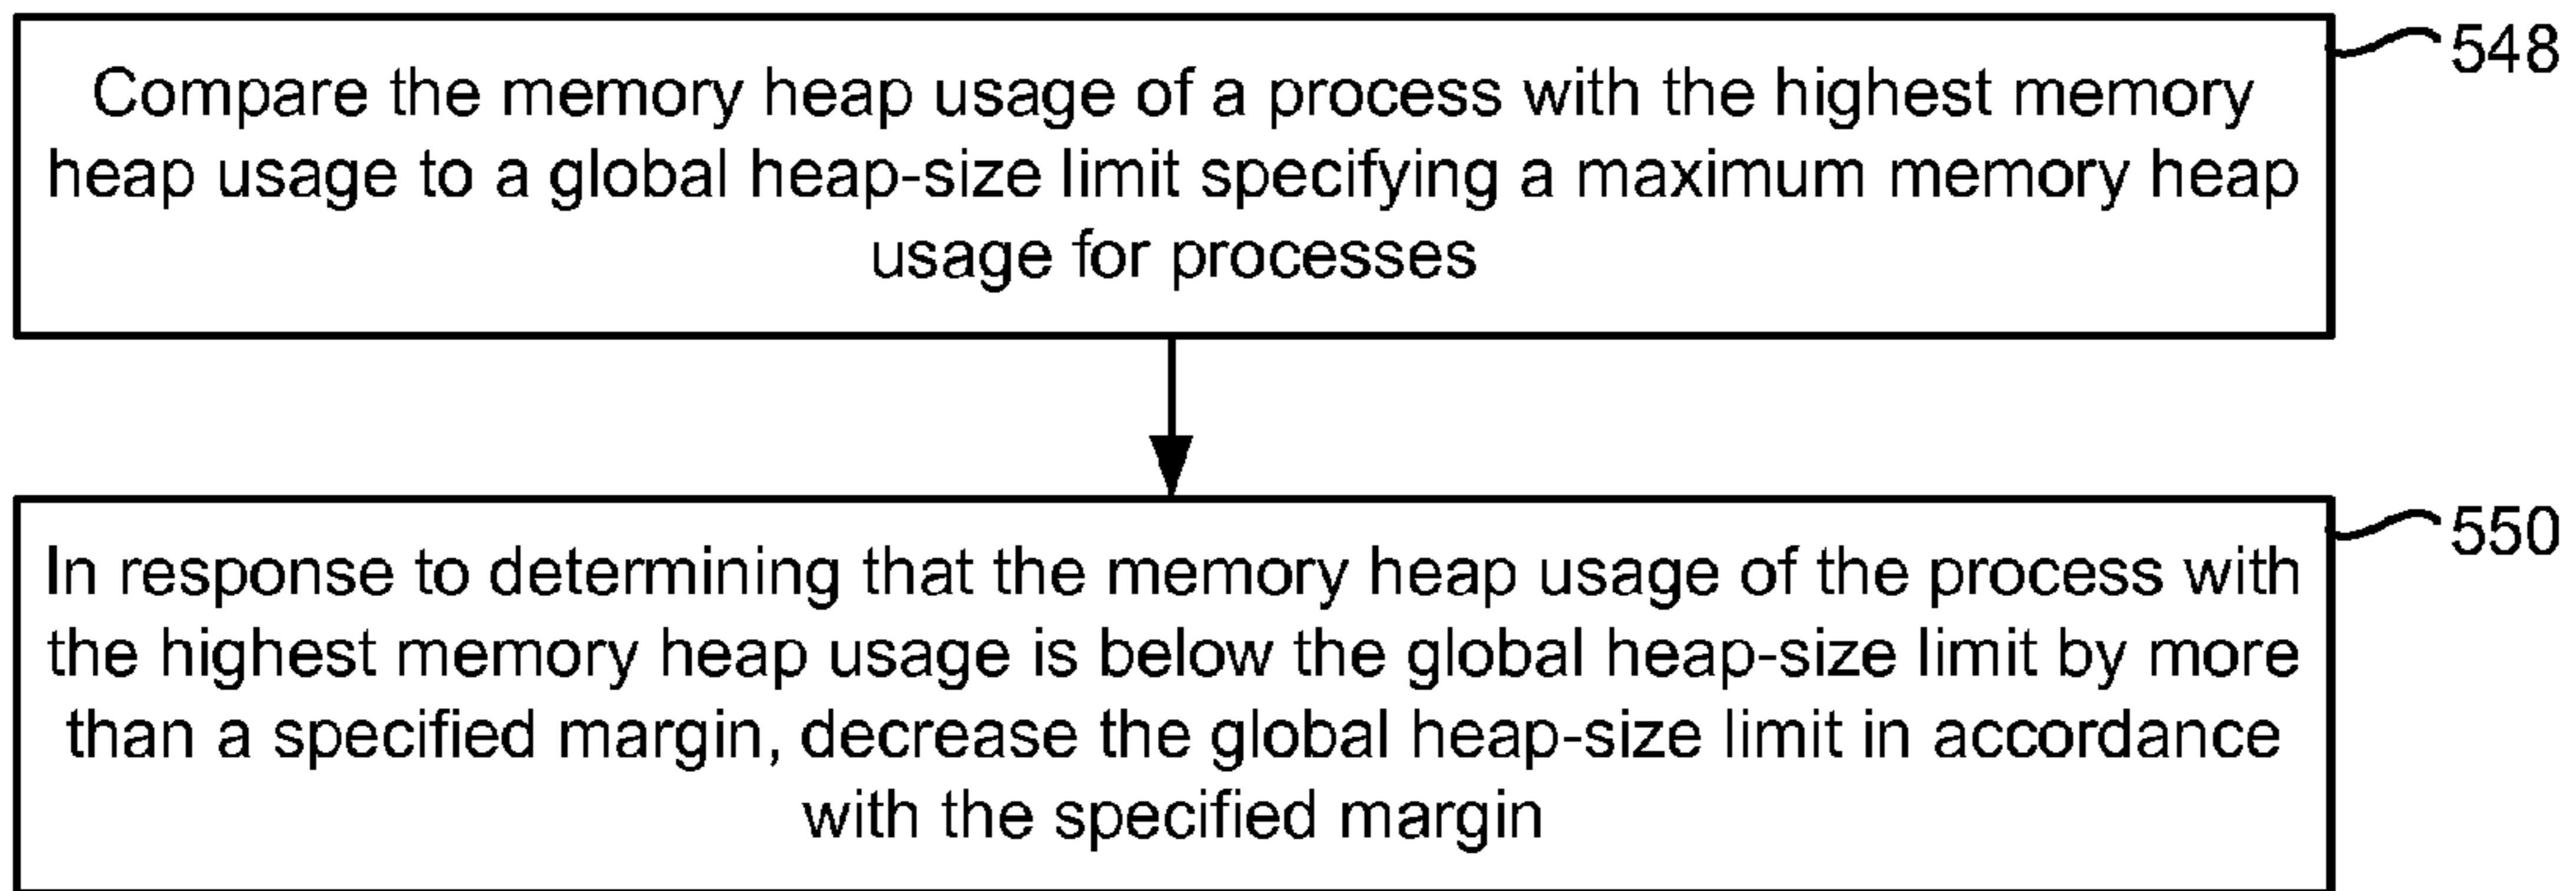 Compare the memory heap usage of a process with the highest memory
heap usage to a global heap-size limit specifying a maximum memory heap
usage for processes
548
In response to determining that the memory heap usage of the process with
the highest memory heap usage is below the global heap-size limit by more
than a specified margin, decrease the global heap-size limit in accordance
with the specified margin
550